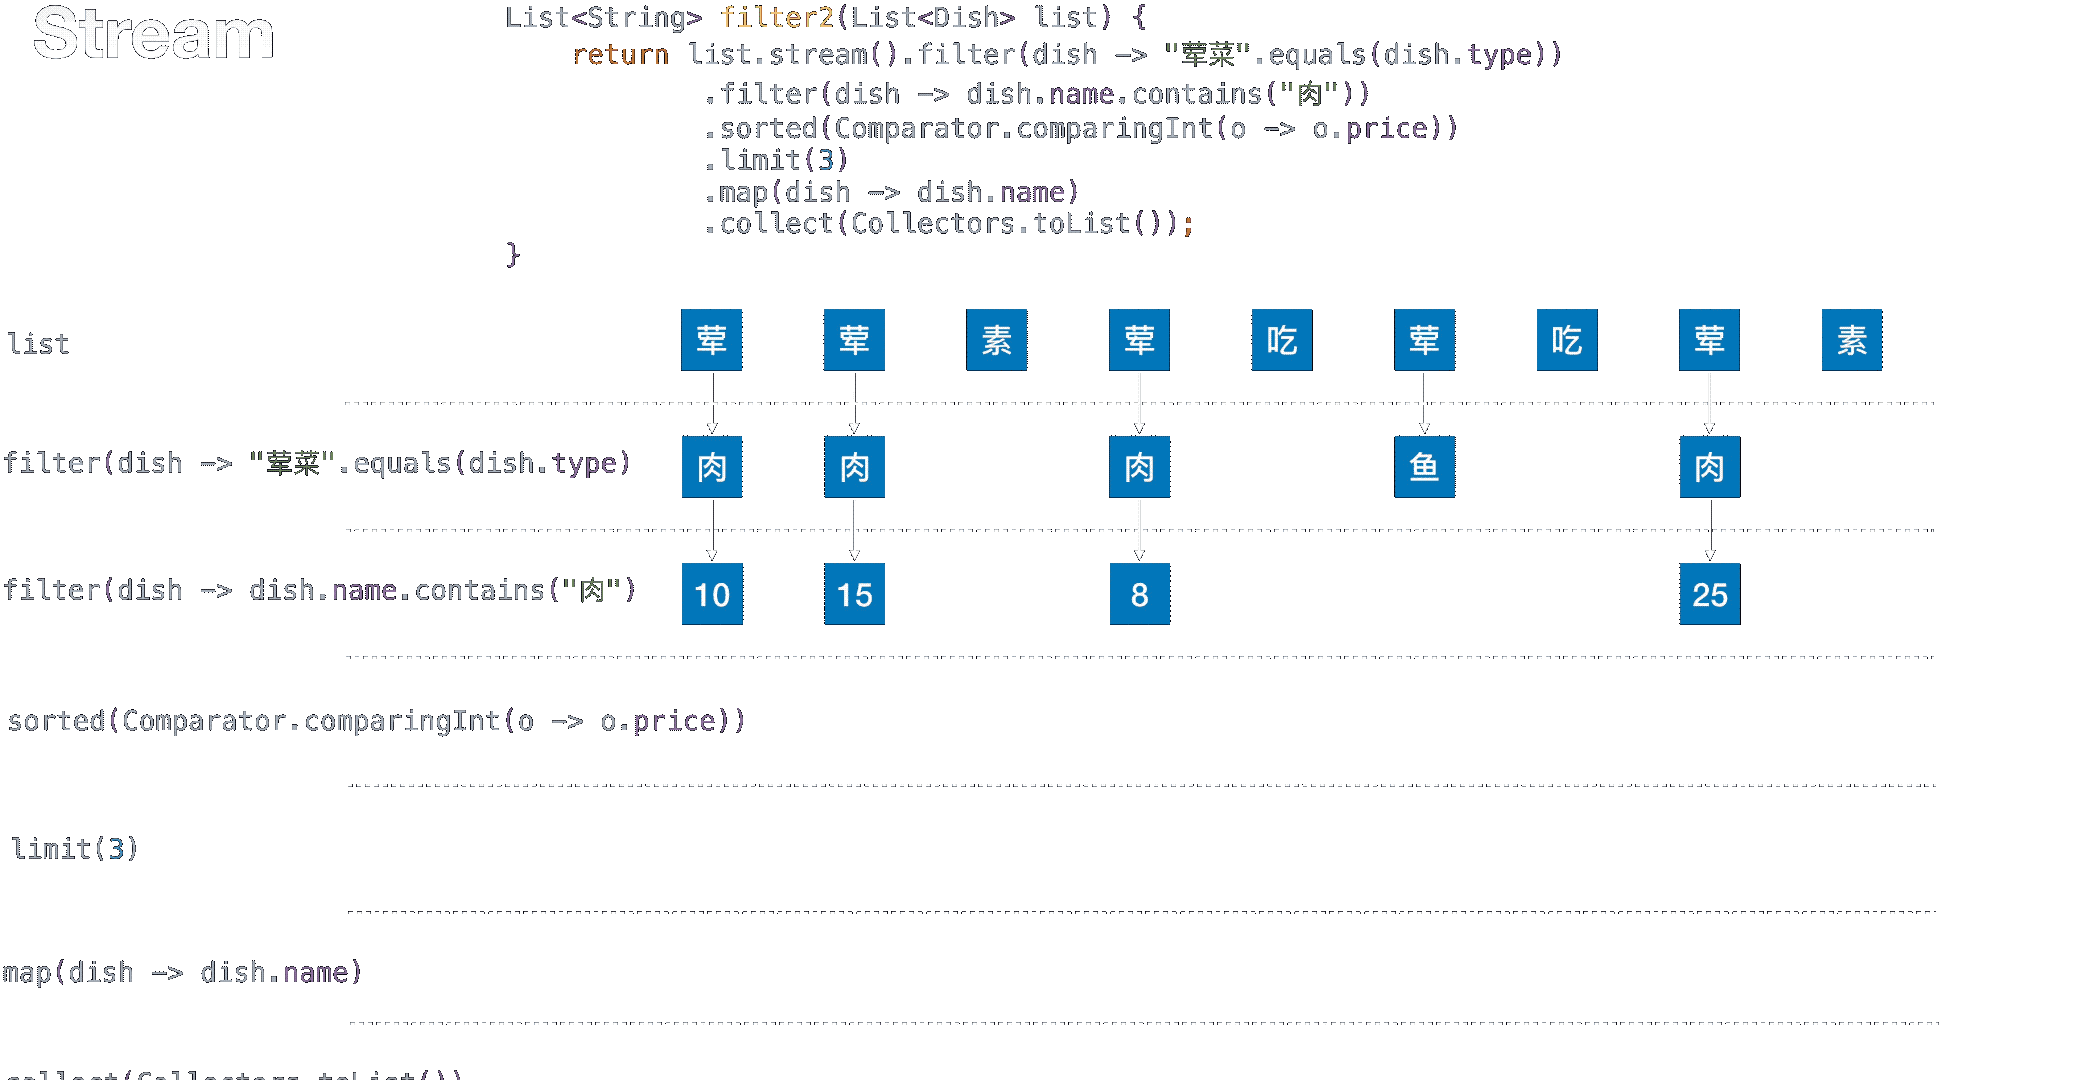 Stream
List<String> filter2(List<Dish> list) {
return list.stream().filter(dish -> "荤菜".equals(dish.type))
.filter(dish -> dish.name.contains("肉"))
.sorted(Comparator.comparingInt(o -> o.price))
.limit(3)
.map(dish -> dish.name)
.collect(Collectors.toList());
}
list
荤 荤 素 荤 吃 荤 吃 荤 素
filter(dish -> "荤菜".equals(dish.type)
肉 肉 肉 鱼 肉
filter(dish -> dish.name.contains("肉")
10 15 8 25
sorted(Comparator.comparingInt(o -> o.price))
limit(3)
map(dish -> dish.name)
collect(Collectors.toList())